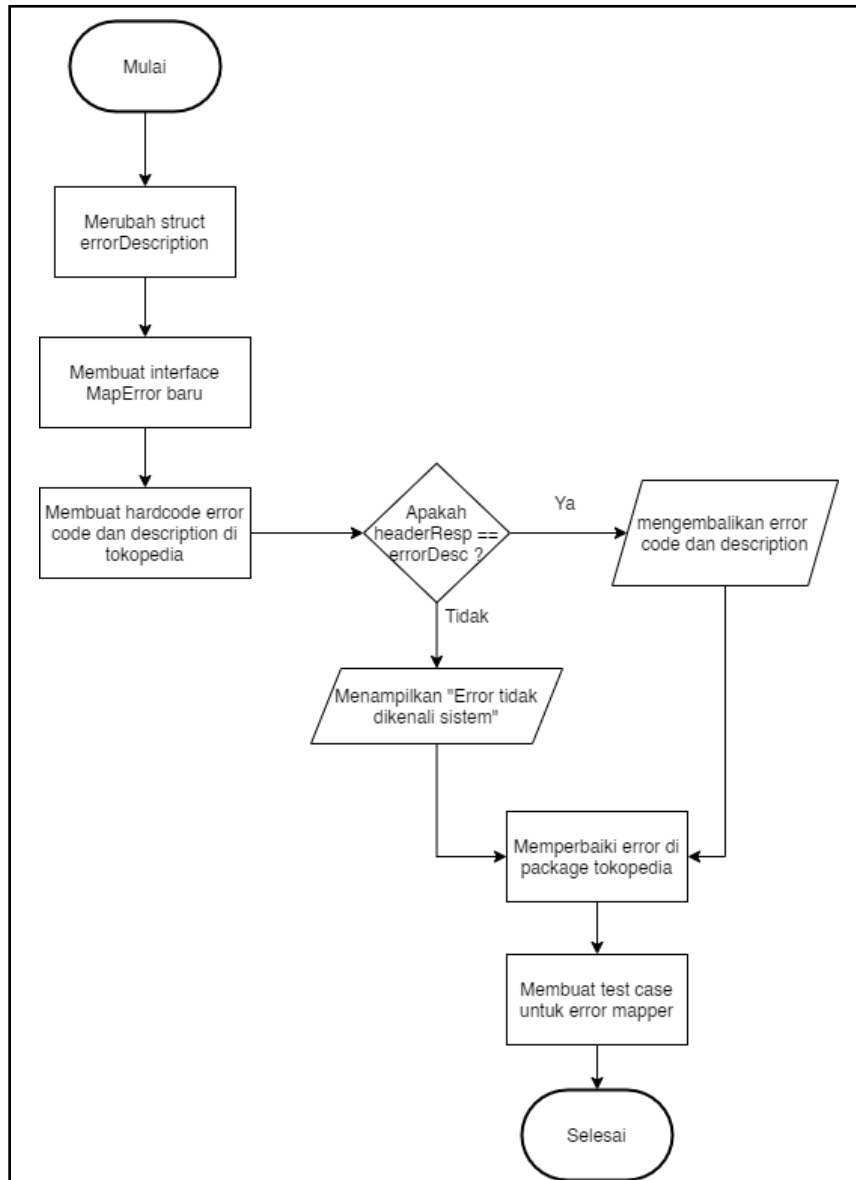 Mulai
Merubah struct
errorDescription
Membuat interface
MapError baru
Membuat hardcode error
code dan description di
tokopedia
Apakah
headerResp ==
errorDesc ?
Ya
mengembalikan error
code dan description
Tidak
Menampilkan "Error tidak
dikenali sistem"
Memperbaiki error di
package tokopedia
Membuat test case
untuk error mapper
Selesai